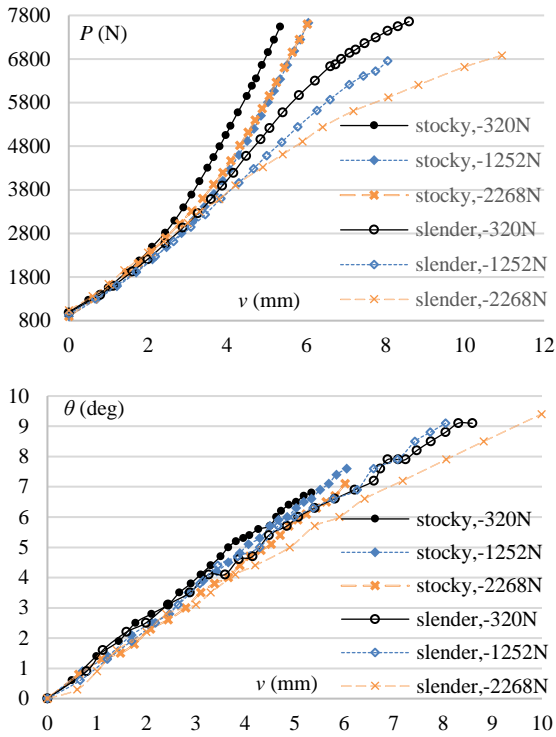 7800
P (N)
6800
5800
4800
3800
2800
1800
800
stocky,-320N
stocky,-1252N
stocky,-2268N
slender,-320N
slender,-1252N
slender,-2268N
v (mm)
0 2 4 6 8 10 12
10
θ (deg)
9
8
7
6
5
4
3
2
1
0
stocky,-320N
stocky,-1252N
stocky,-2268N
slender,-320N
slender,-1252N
slender,-2268N
v (mm)
0 1 2 3 4 5 6 7 8 9 10